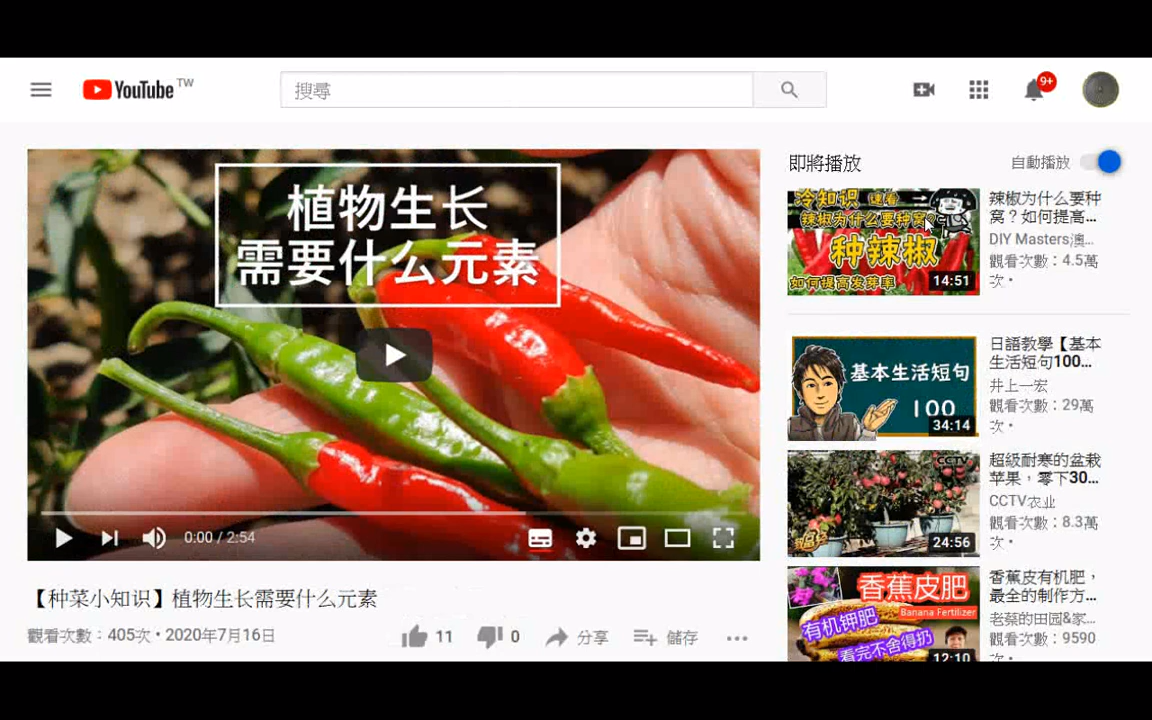 YouTube TW
搜尋
9+
植物生长
需要什么元素
0:00 / 2:54
【种菜小知识】植物生长需要什么元素
觀看次數：405次 • 2020年7月16日
11
0
分享
儲存
即將播放
自動播放
冷知识 速看
辣椒为什么要种窝?
种辣椒
如何提高发芽率
14:51
辣椒为什么要种
窝？如何提高...
DIY Masters澳...
觀看次數：4.5萬
次 •
基本生活短句
100
34:14
日語教學【基本
生活短句100...
井上一宏
觀看次數：29萬
次 •
CCTV
24:56
超級耐寒的盆栽
苹果，零下30...
CCTV农业
觀看次數：8.3萬
次 •
香蕉皮肥
Banana Fertilizer
有机钾肥
看完不舍得扔
12:10
香蕉皮有机肥，
最全的制作方...
老蔡的田园&家...
觀看次數：9590